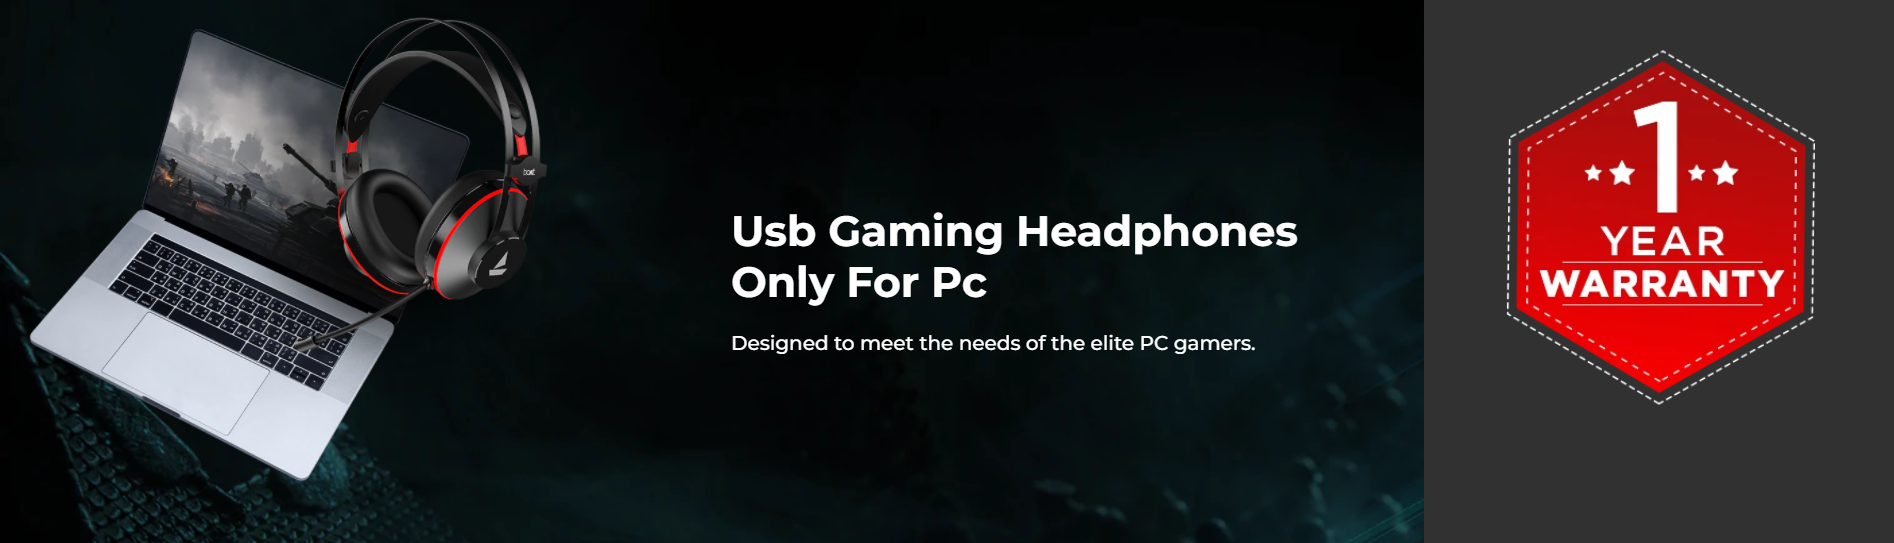 boAt
Usb Gaming Headphones
Only For Pc
Designed to meet the needs of the elite PC gamers.
1
YEAR
WARRANTY